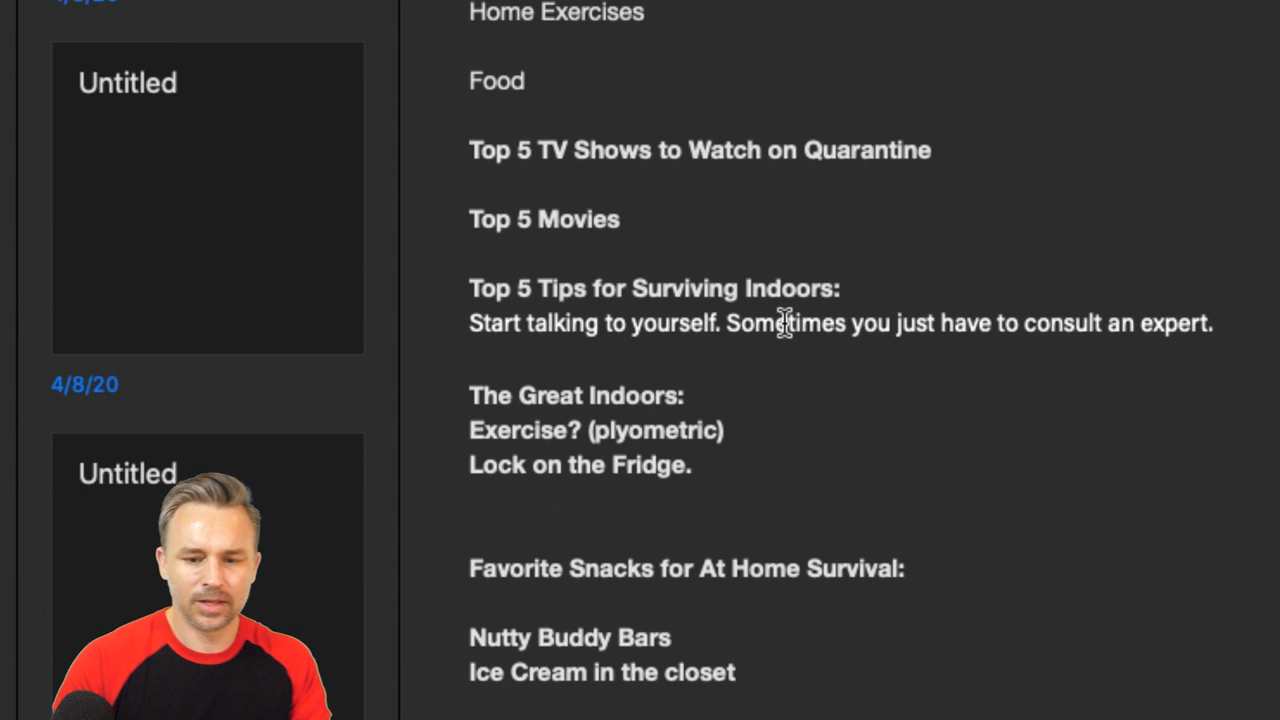 Untitled
4/8/20
Untitled
Home Exercises
Food
Top 5 TV Shows to Watch on Quarantine
Top 5 Movies
Top 5 Tips for Surviving Indoors:
Start talking to yourself. Sometimes you just have to consult an expert.
The Great Indoors:
Exercise? (plyometric)
Lock on the Fridge.
Favorite Snacks for At Home Survival:
Nutty Buddy Bars
Ice Cream in the closet